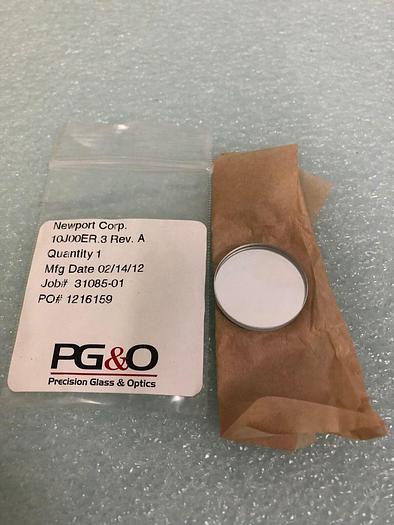 Newport Corp.
10J00ER.3 Rev. A
Quantity 1
Mfg Date 02/14/12
Job# 31085-01
PO# 1216159
PG&O
Precision Glass & Optics